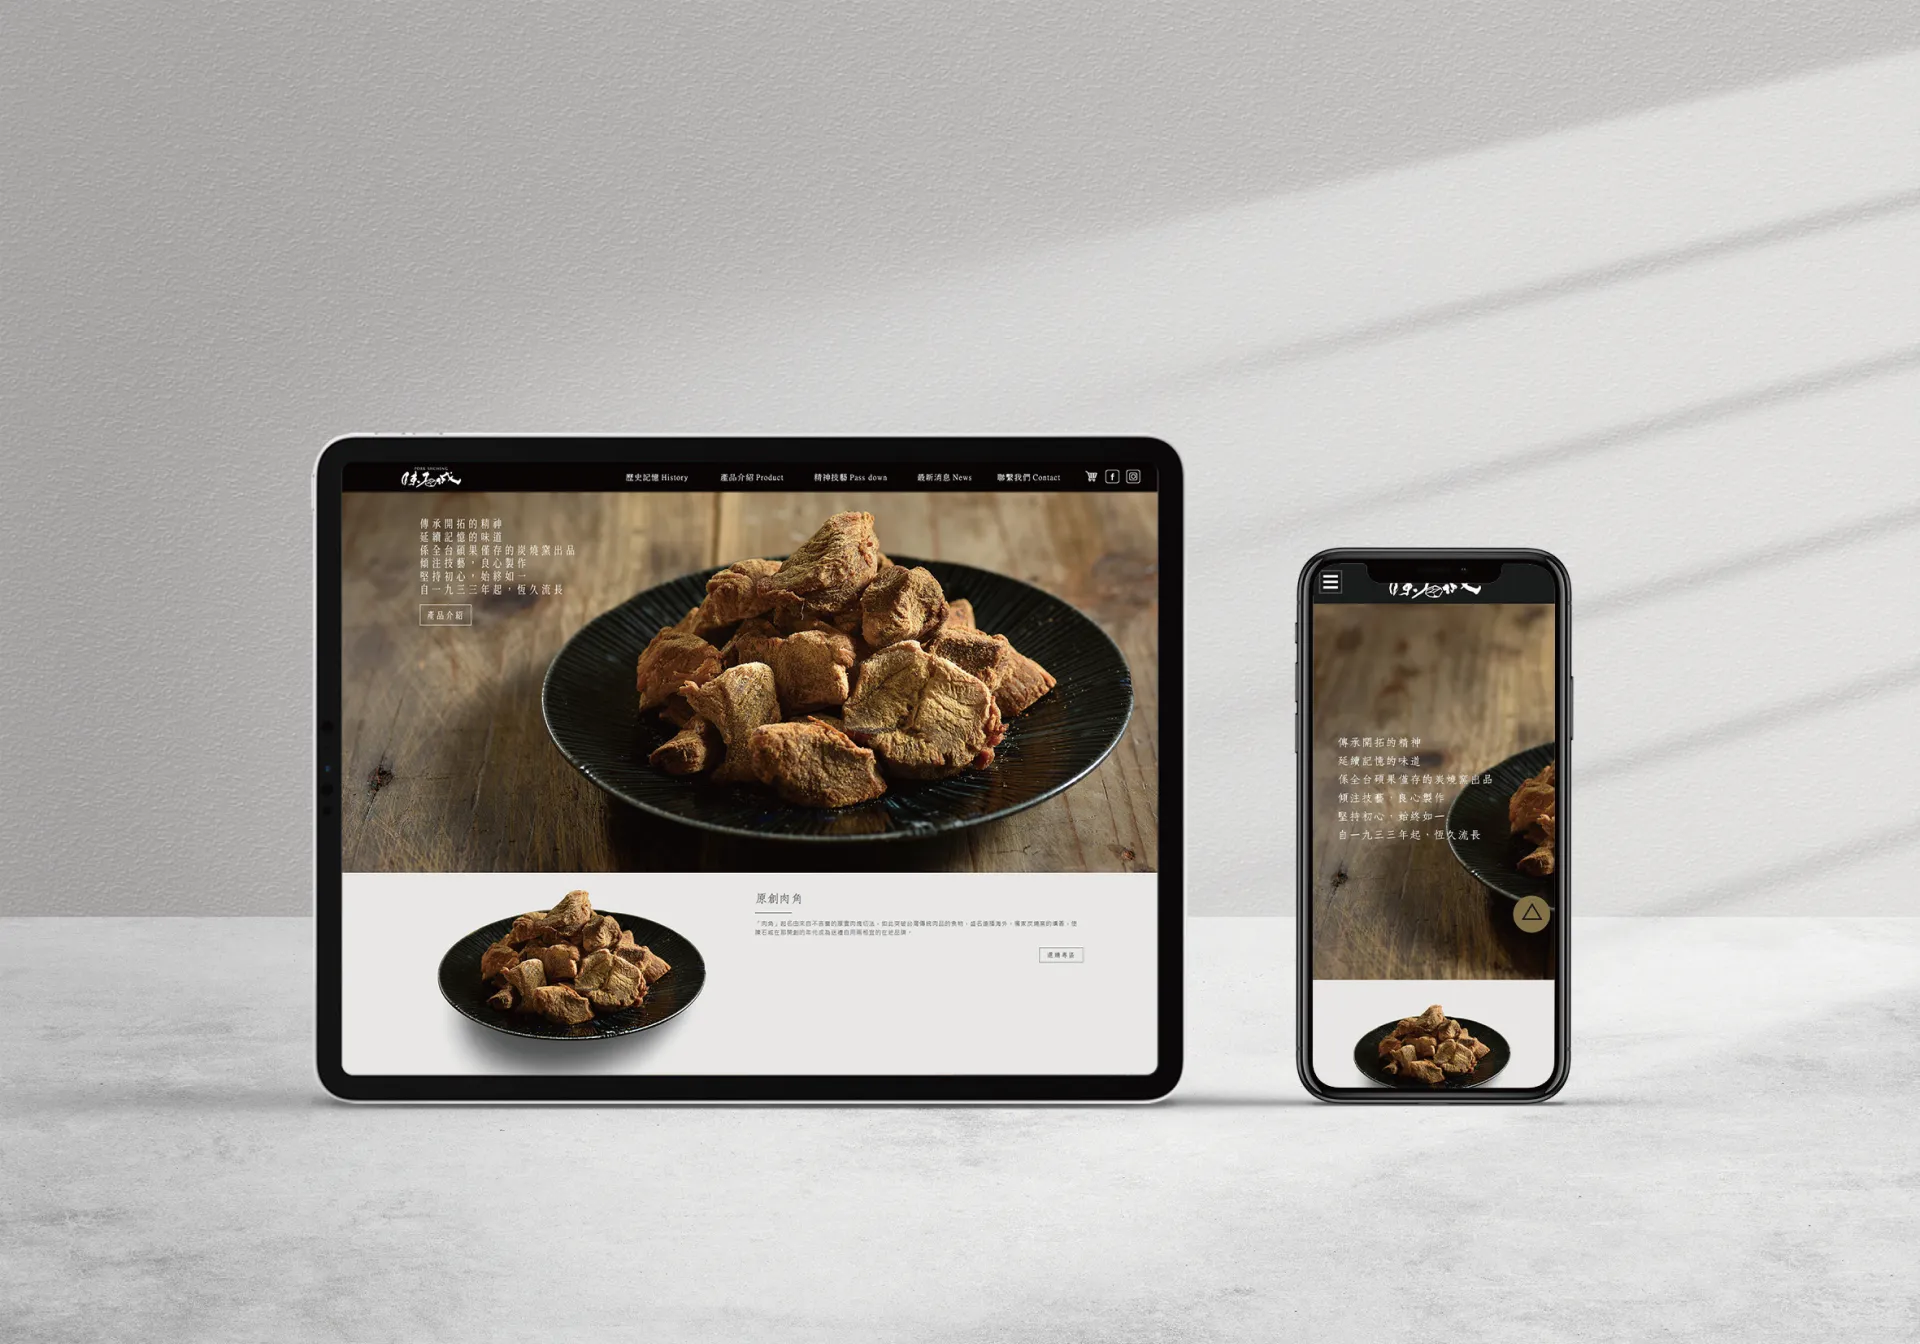 歷史記憶 History
產品介紹 Product
精神技藝 Pass down
最新消息 News
聯繫我們 Contact
傳承開拓的精神
延續記憶的味道
係全台碩果僅存的炭燒窯出品
傾注技藝，良心製作
堅持初心，始終如一
自一九三三年起，恆久流長
產品介紹
原創肉角
傳承開拓的精神
延續記憶的味道
係全台碩果僅存的炭燒窯出品
傾注技藝，良心製作
堅持初心，始終如一
自一九三三年起，恆久流長